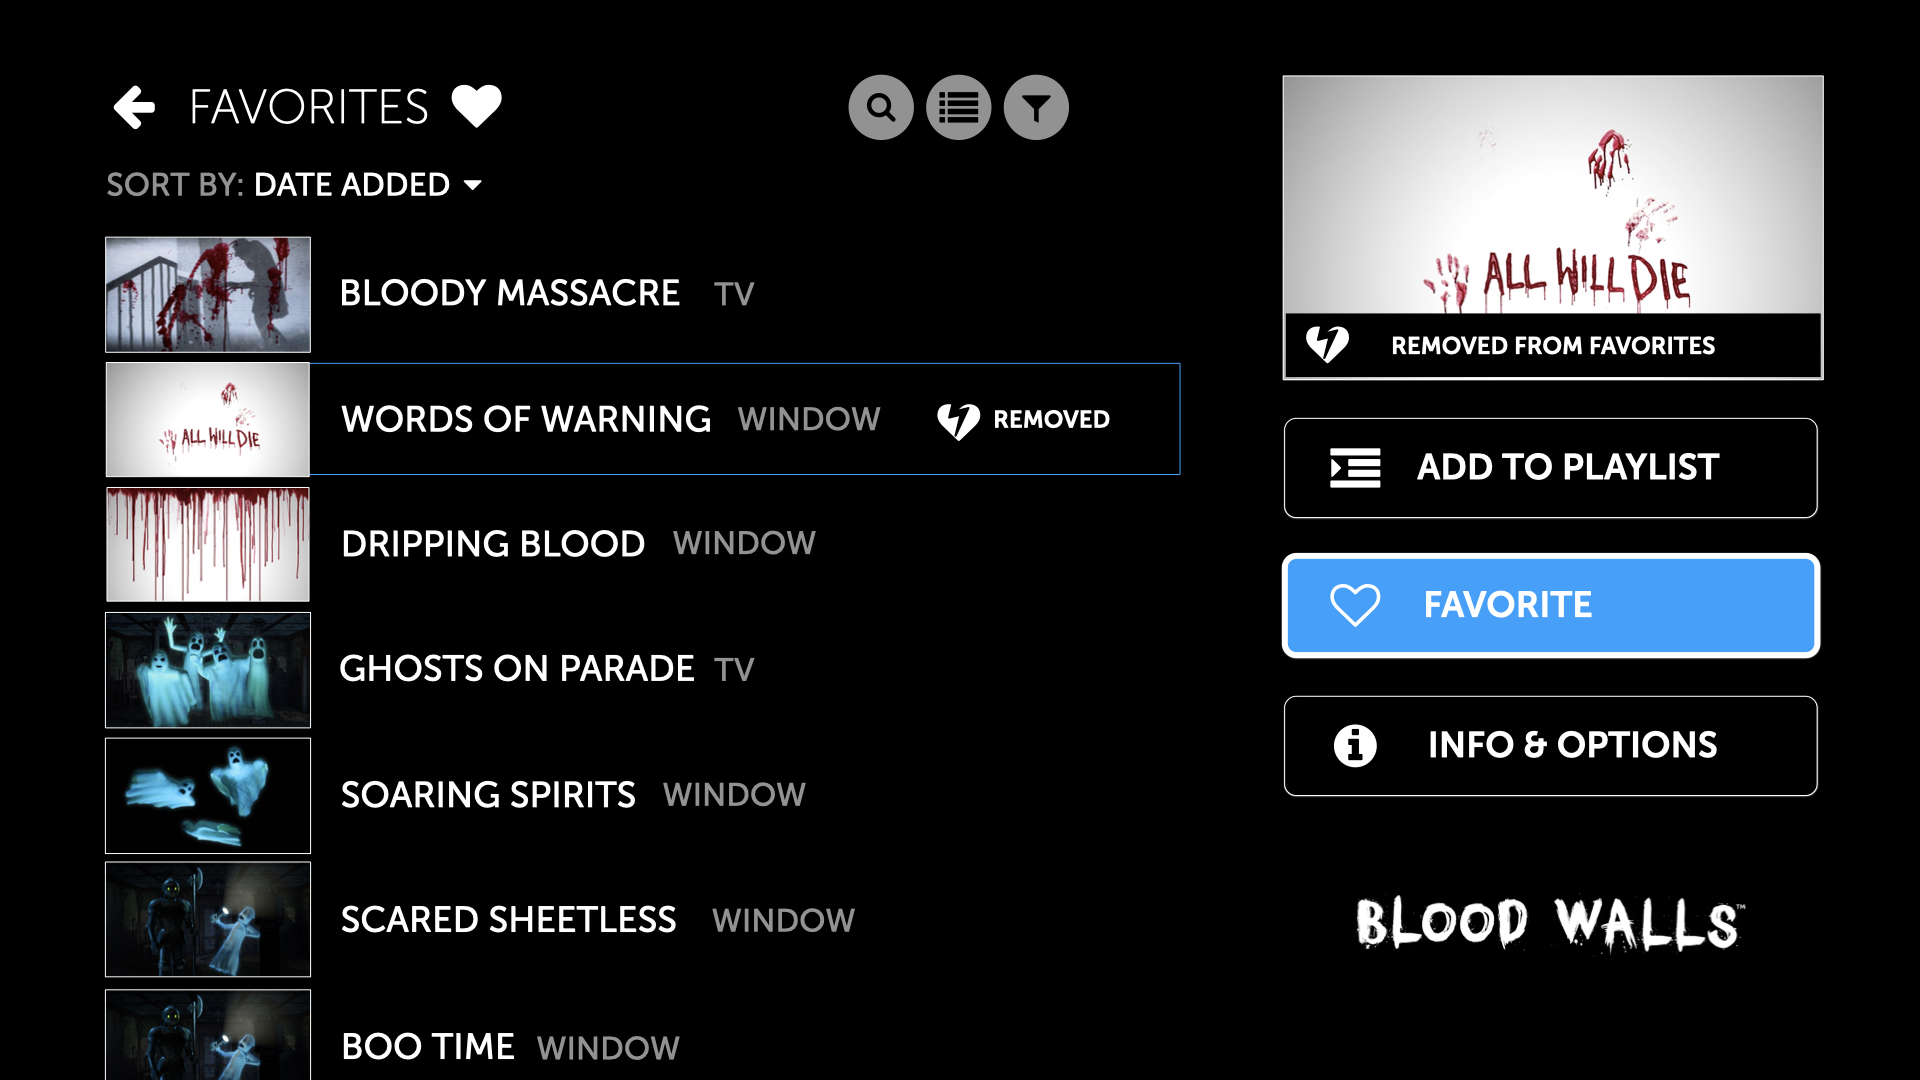 FAVORITES
SORT BY: DATE ADDED
BLOODY MASSACRE TV
WORDS OF WARNING WINDOW REMOVED
ALL WILL DIE
DRIPPING BLOOD WINDOW
GHOSTS ON PARADE TV
SOARING SPIRITS WINDOW
SCARED SHEETLESS WINDOW
BOO TIME WINDOW
ALL WILL DIE
REMOVED FROM FAVORITES
ADD TO PLAYLIST
FAVORITE
INFO & OPTIONS
BLOOD WALLS™